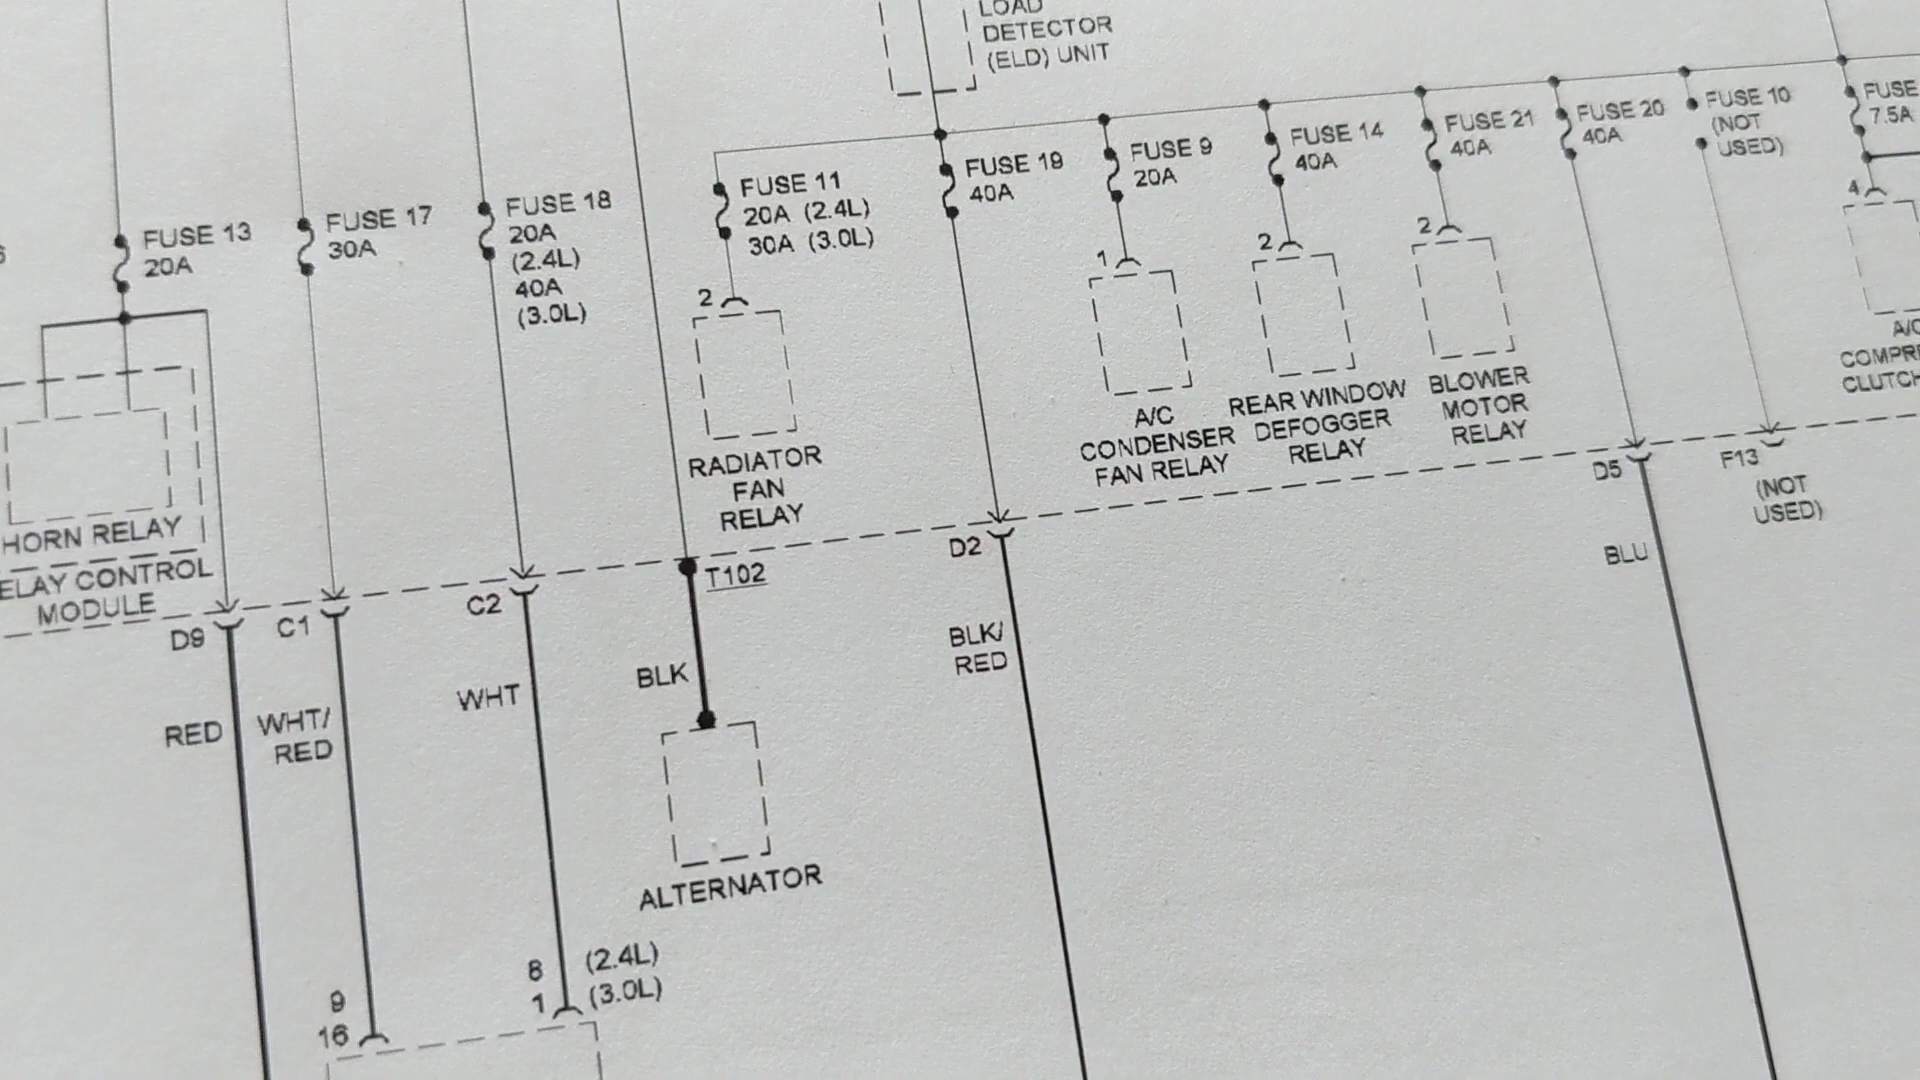 LOAD
DETECTOR
(ELD) UNIT
FUSE 13
20A
FUSE 17
30A
FUSE 18
20A
(2.4L)
40A
(3.0L)
FUSE 11
20A (2.4L)
30A (3.0L)
FUSE 19
40A
FUSE 9
20A
FUSE 14
40A
FUSE 21
40A
FUSE 20
40A
FUSE 10
(NOT
USED)
FUSE
7.5A
2
1
2
2
4
HORN RELAY
MODULE
CONTROL
RADIATOR
FAN
RELAY
A/C
CONDENSER
FAN RELAY
REAR WINDOW
DEFOGGER
RELAY
BLOWER
MOTOR
RELAY
CLUTCH
D9
C1
C2
T102
D2
D5
F13
(NOT
USED)
RED
WHT/
RED
WHT
BLK
BLK/
RED
BLU
ALTERNATOR
9
16
8 (2.4L)
1 (3.0L)